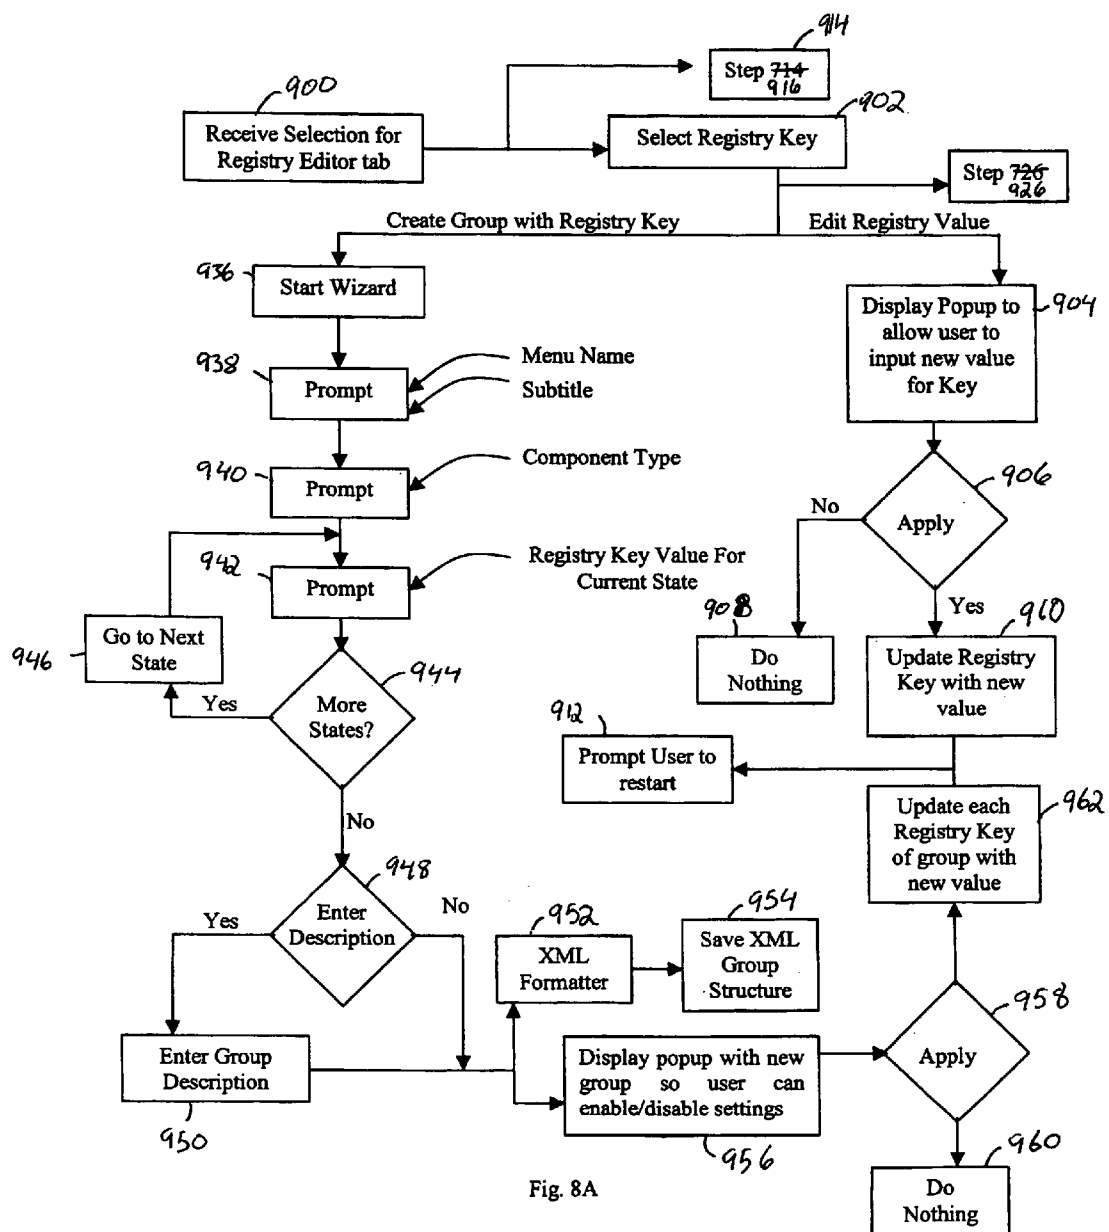 914
Step 714
916
900
902
Receive Selection for
Registry Editor tab
Select Registry Key
Step 726
926
Create Group with Registry Key
Edit Registry Value
936
Start Wizard
Display Popup to
allow user to
input new value
for Key
904
938
Prompt
Menu Name
Subtitle
940
Prompt
Component Type
906
No
Apply
942
Prompt
Registry Key Value For
Current State
Yes
908
910
946
Go to Next
State
944
Do
Nothing
Update Registry
Key with new
value
Yes
More
States?
912
Prompt User to
restart
962
Update each
Registry Key
of group with
new value
No
948
Yes
Enter
Description
No
952
XML
Formatter
954
Save XML
Group
Structure
958
Apply
Enter Group
Description
950
Display popup with new
group so user can
enable/disable settings
956
960
Do
Nothing
Fig. 8A